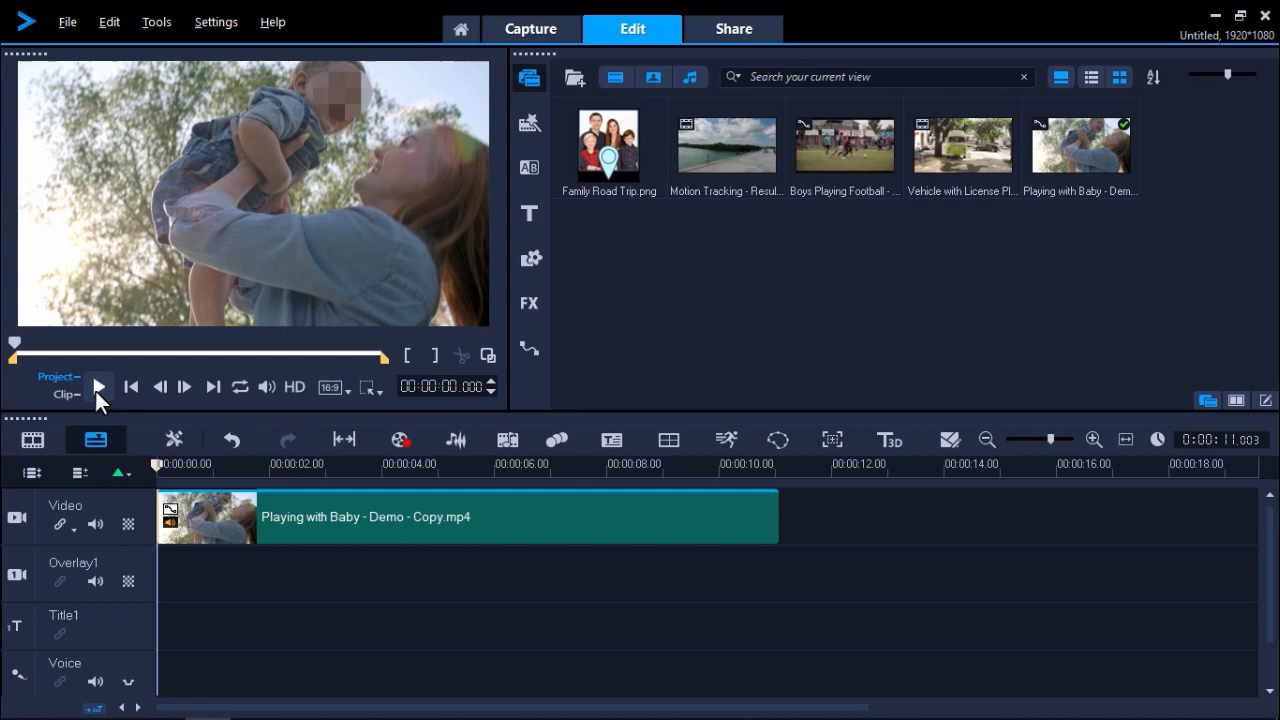 File Edit Tools Settings Help
Capture Edit Share
Untitled, 1920*1080
Search your current view
Family Road Trip.png
Motion Tracking - Resul...
Boys Playing Football - ...
Vehicle with License Pl...
Playing with Baby - Dem...
AB
T
FX
[ ]
Project
Clip
HD
16:9
00:00:00.000
T3D
0:00:11.003
00:00:00.00 00:00:02.00 00:00:04.00 00:00:06.00 00:00:08.00 00:00:10.00 00:00:12.00 00:00:14.00 00:00:16.00 00:00:18.00
Video
Playing with Baby - Demo - Copy.mp4
1
Overlay1
1T
Title1
Voice